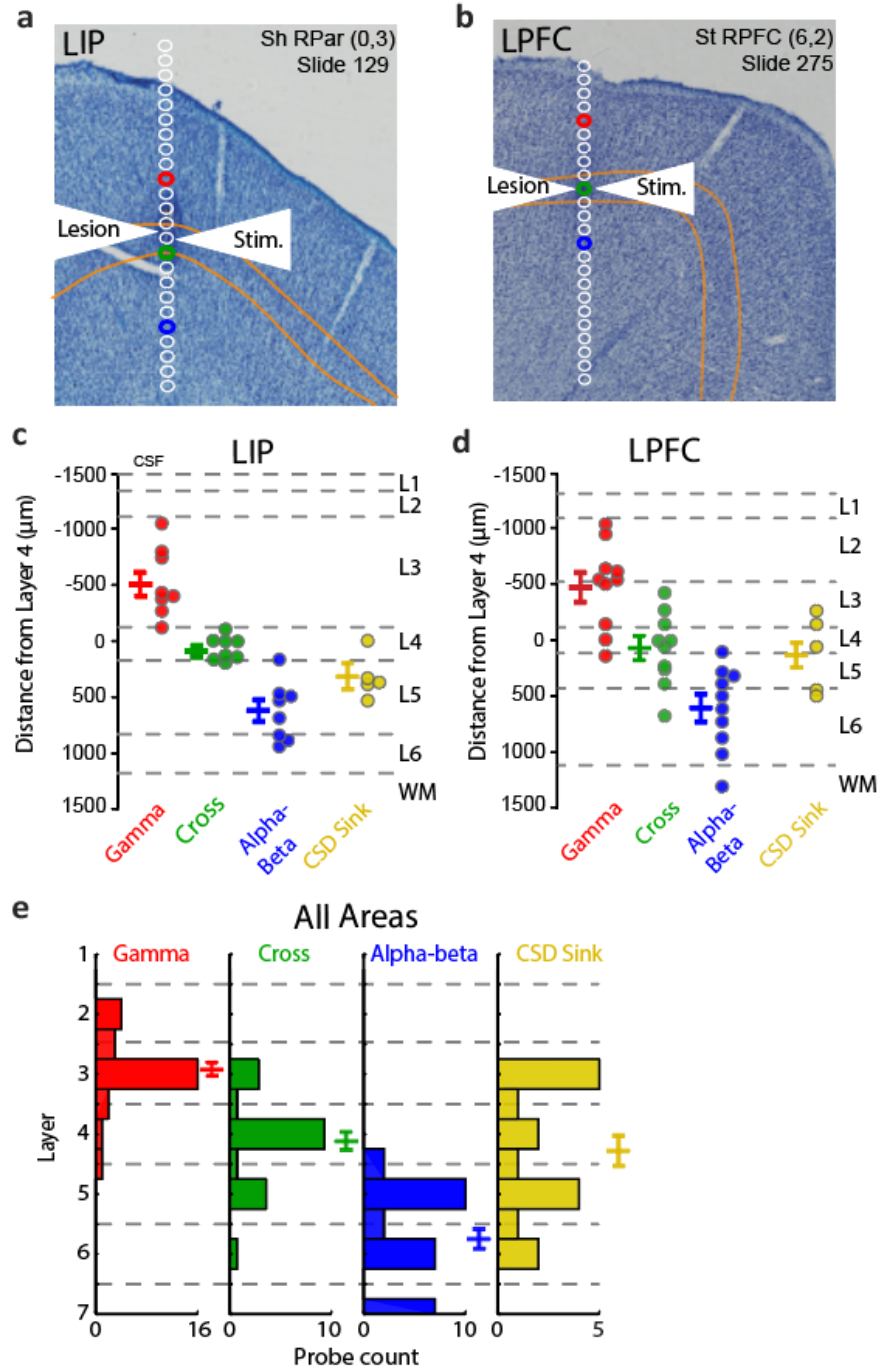 a
LIP
Sh RPar (0,3)
Slide 129
Lesion
Stim.
b
LPFC
St RPFC (6,2)
Slide 275
Lesion
Stim.
c
LIP
CSF
Distance from Layer 4 (µm)
-1500
-1000
-500
0
500
1000
1500
L1
L2
L3
L4
L5
L6
WM
Gamma
Cross
Alpha-
Beta
CSD Sink
d
LPFC
Distance from Layer 4 (µm)
-1500
-1000
-500
0
500
1000
1500
L1
L2
L3
L4
L5
L6
WM
Gamma
Cross
Alpha-
Beta
CSD Sink
e
All Areas
Gamma
Cross
Alpha-beta
CSD Sink
Layer
1
2
3
4
5
6
7
0 16 0 10 0 10 0 5
Probe count